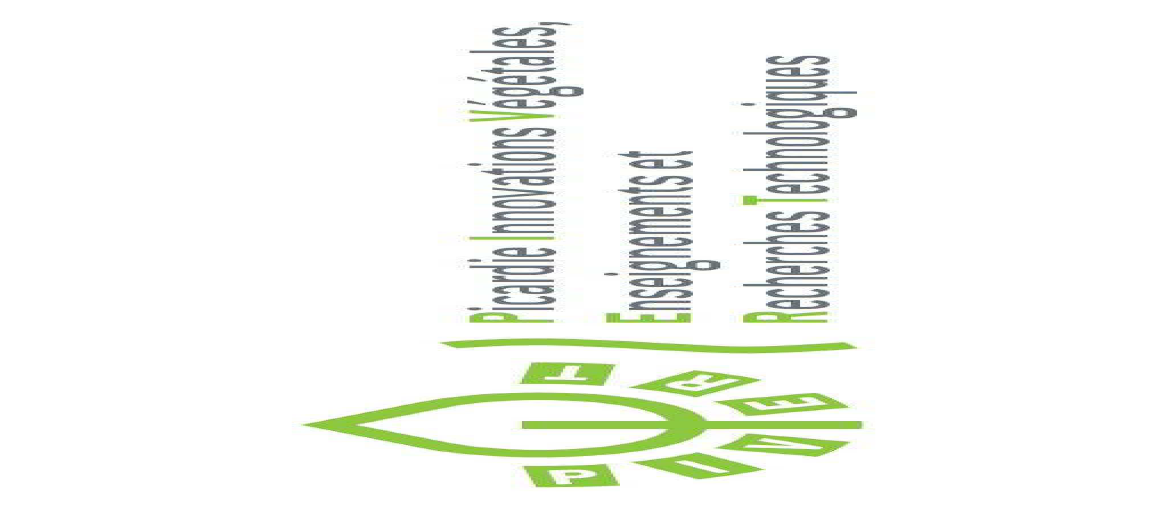 Picardie Innovations Végétales,
Enseignements et
Recherches Technologiques
PIVERT